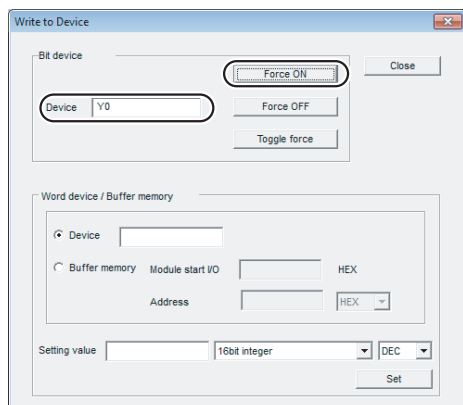 Write to Device
Bit device
Force ON
Close
Device Y0
Force OFF
Toggle force
Word device / Buffer memory
Device
Buffer memory Module start I/O HEX
Address HEX
Setting value 16bit integer DEC
Set